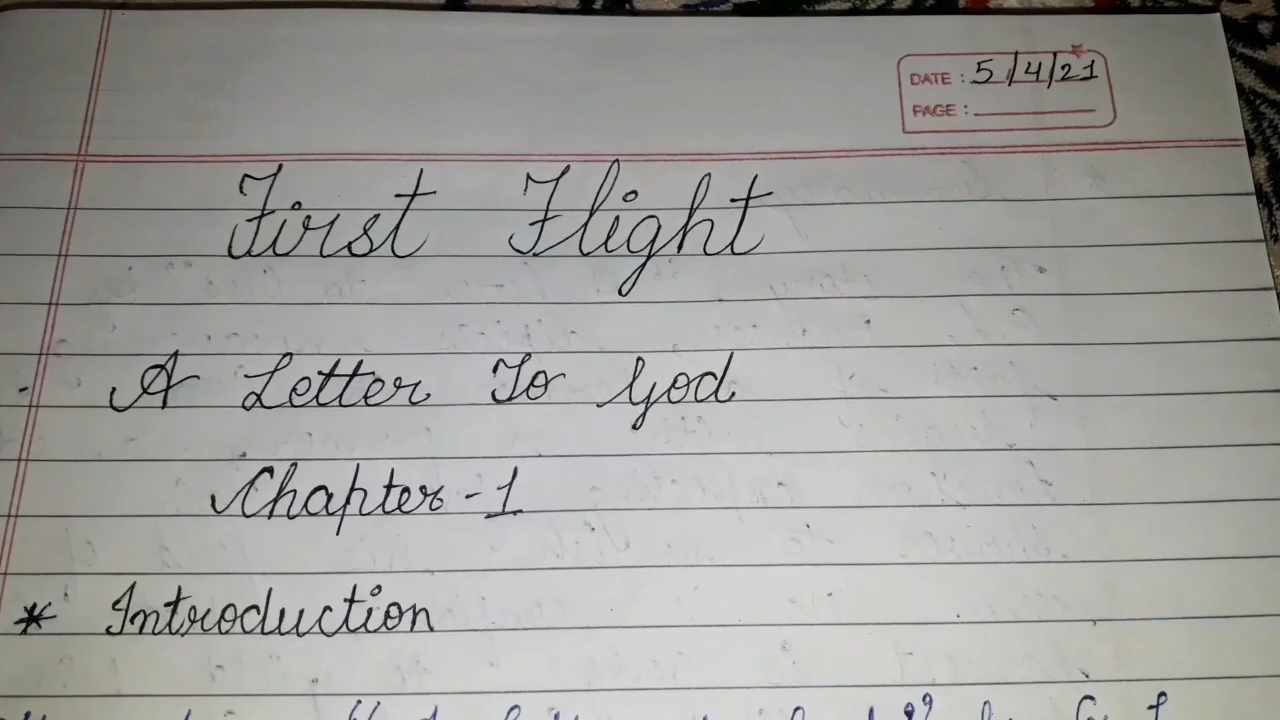 DATE : 5/4/21
PAGE :
First Flight
A Letter To God
Chapter - 1
* Introduction